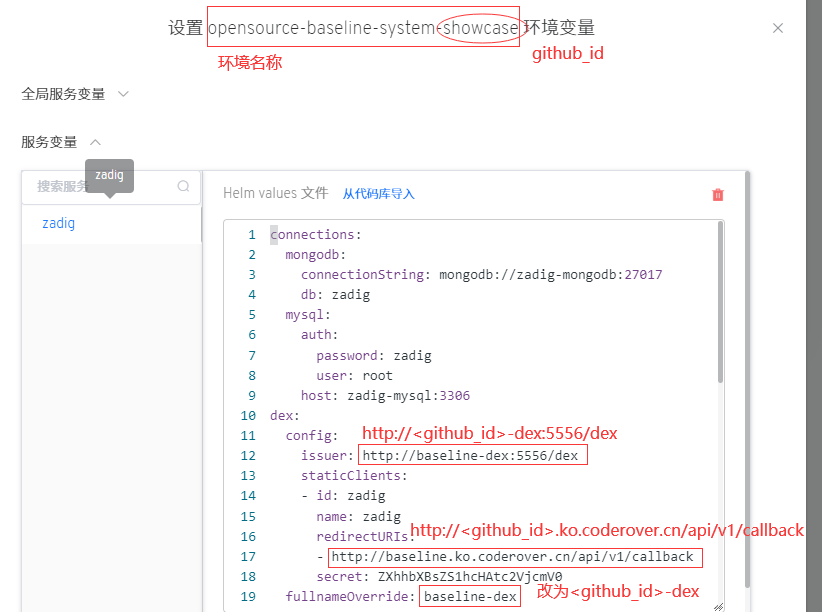 设置 opensource-baseline-system-showcase 环境变量
环境名称
github_id
全局服务变量
服务变量
zadig
搜索服务
zadig
Helm values 文件 从代码库导入
1 connections:
2 mongodb:
3 connectionString: mongodb://zadig-mongodb:27017
4 db: zadig
5 mysql:
6 auth:
7 password: zadig
8 user: root
9 host: zadig-mysql:3306
10 dex:
11 config: http://<github_id>-dex:5556/dex
12 issuer: http://baseline-dex:5556/dex
13 staticClients:
14 - id: zadig
15 name: zadig
16 redirectURIs: http://<github_id>.ko.coderover.cn/api/v1/callback
17 - http://baseline.ko.coderover.cn/api/v1/callback
18 secret: ZXhhbXBsZS1hcHAtc2VjcmV0
19 fullnameOverride: baseline-dex 改为<github_id>-dex